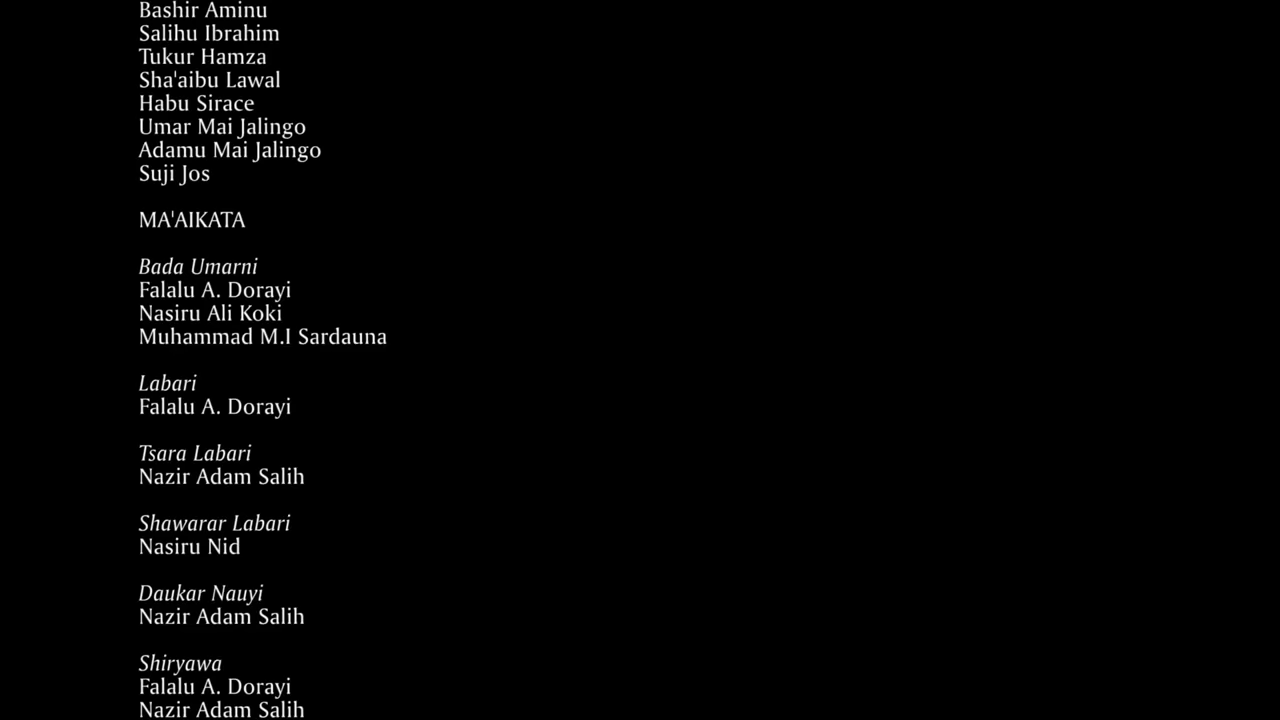 Bashir Aminu
Salihu Ibrahim
Tukur Hamza
Sha'aibu Lawal
Habu Sirace
Umar Mai Jalingo
Adamu Mai Jalingo
Suji Jos
MA'AIKATA
Bada Umarni
Falalu A. Dorayi
Nasiru Ali Koki
Muhammad M.I Sardauna
Labari
Falalu A. Dorayi
Tsara Labari
Nazir Adam Salih
Shawarar Labari
Nasiru Nid
Daukar Nauyi
Nazir Adam Salih
Shiryawa
Falalu A. Dorayi
Nazir Adam Salih